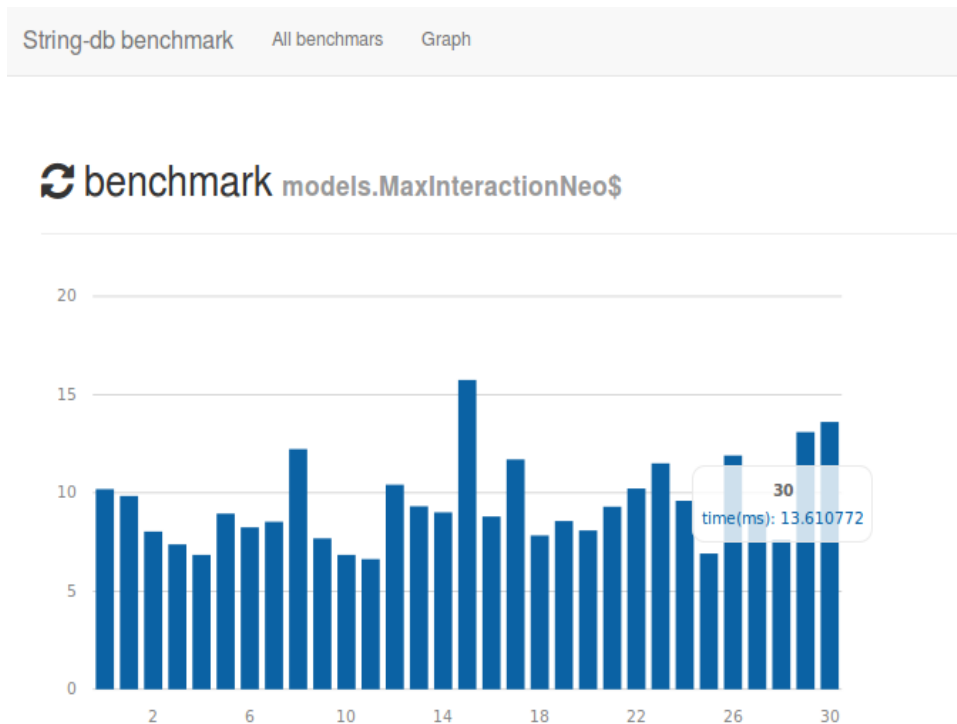 String-db benchmark All benchmars Graph
benchmark models.MaxInteractionNeo$
20
15
10
5
0
30
time(ms): 13.610772
2 6 10 14 18 22 26 30